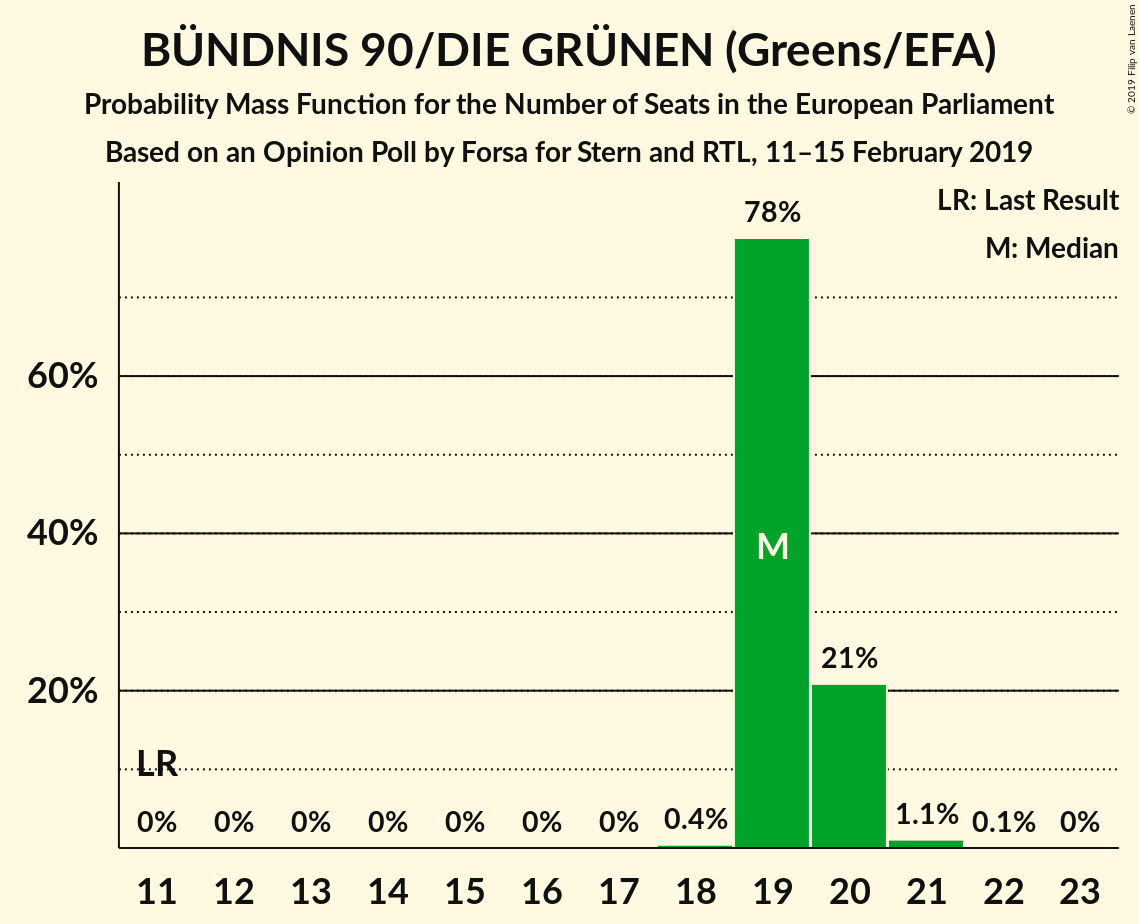 BÜNDNIS 90/DIE GRÜNEN (Greens/EFA)
Probability Mass Function for the Number of Seats in the European Parliament
Based on an Opinion Poll by Forsa for Stern and RTL, 11–15 February 2019
© 2019 Filip van Laenen
LR: Last Result
M: Median
78%
60%
40%
M
21%
20%
LR
0% 0% 0% 0% 0% 0% 0% 0.4% 1.1% 0.1% 0%
11 12 13 14 15 16 17 18 19 20 21 22 23